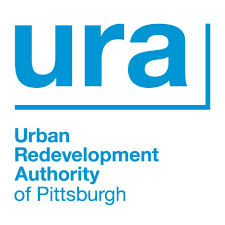 ura
Urban
Redevelopment
Authority
of Pittsburgh